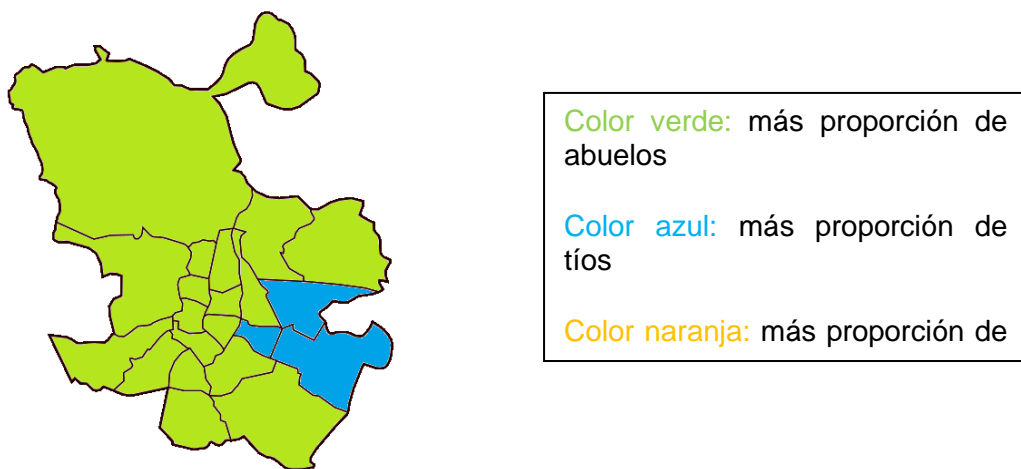 Color verde: más proporción de
abuelos
Color azul: más proporción de
tíos
Color naranja: más proporción de